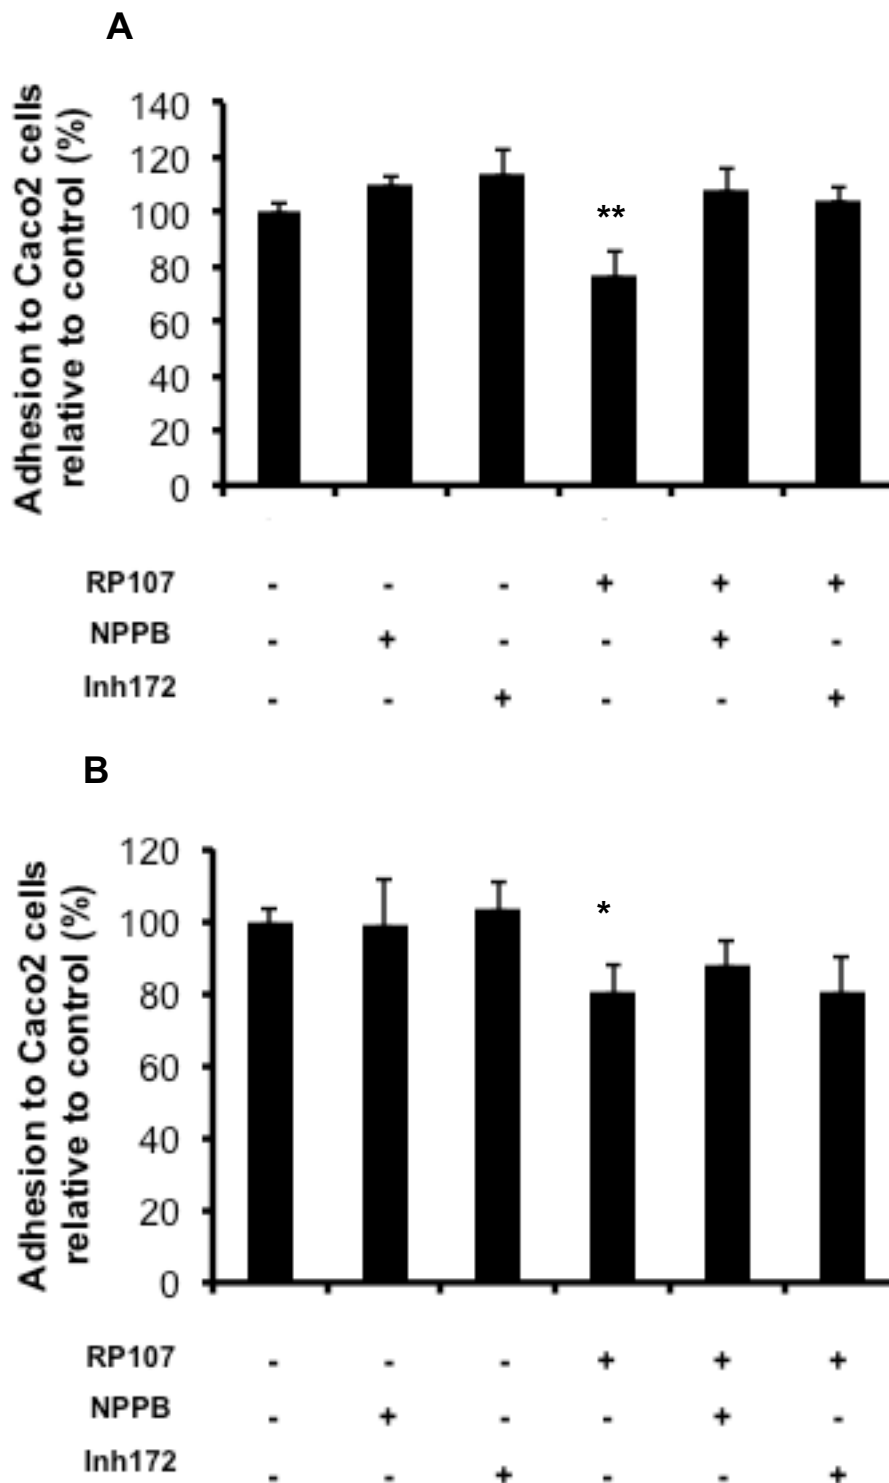 A
Adhesion to Caco2 cells
relative to control (%)
140
120
100
80
60
40
20
0
**
RP107 - - - + + +
NPPB - + - - + -
Inh172 - - + - - +
B
Adhesion to Caco2 cells
relative to control (%)
120
100
80
60
40
20
0
*
RP107 - - - + + +
NPPB - + - - + -
Inh172 - - + - - +